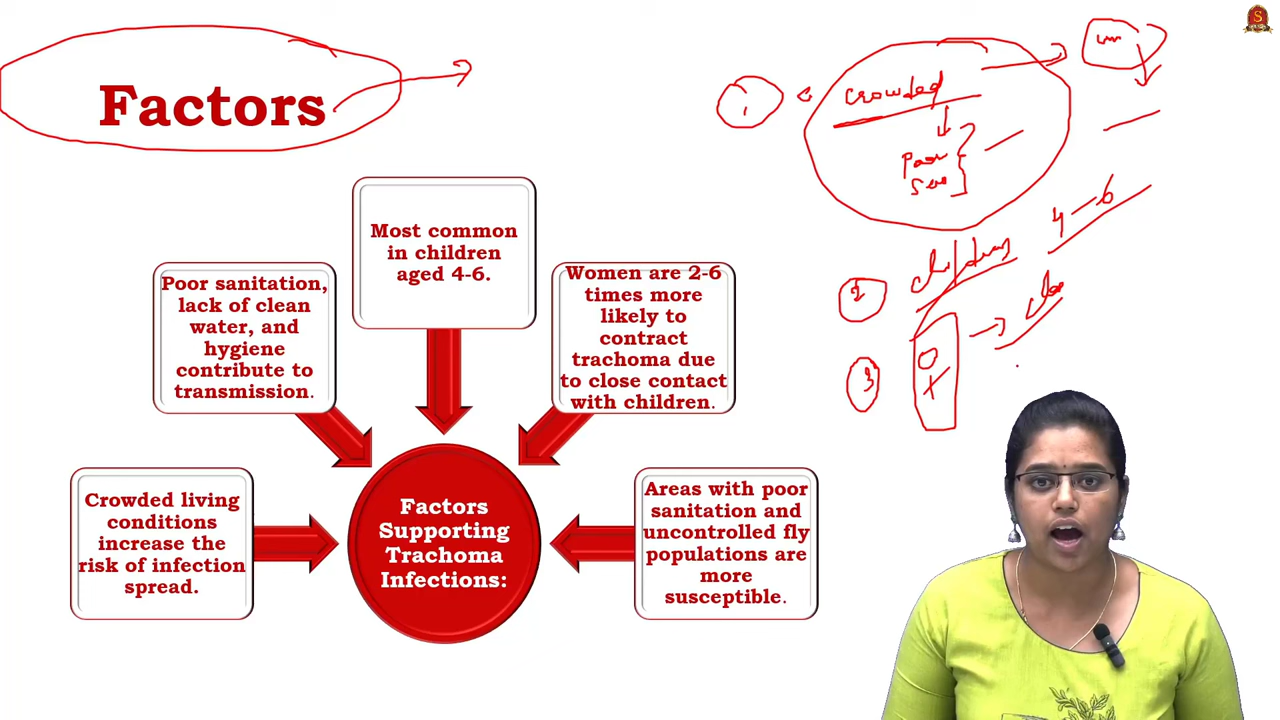 Factors
Most common
in children
aged 4-6.
Poor sanitation,
lack of clean
water, and
hygiene
contribute to
transmission.
Women are 2-6
times more
likely to
contract
trachoma due
to close contact
with children.
Crowded living
conditions
increase the
risk of infection
spread.
Factors
Supporting
Trachoma
Infections:
Areas with poor
sanitation and
uncontrolled fly
populations are
more
susceptible.
1
crowded
2
4-6
3
S